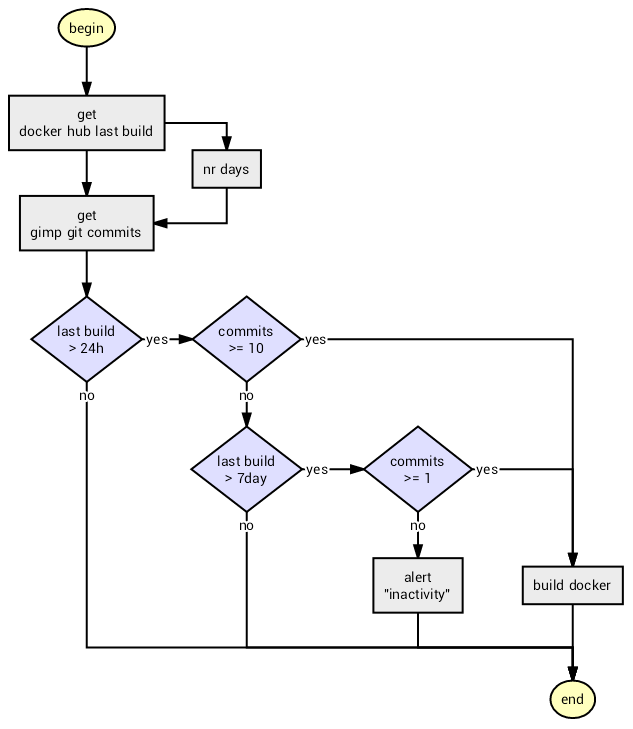 begin
get
docker hub last build
nr days
get
gimp git commits
last build
> 24h
yes
commits
>= 10
yes
no
no
last build
> 7day
yes
commits
>= 1
yes
no
no
alert
"inactivity"
build docker
end